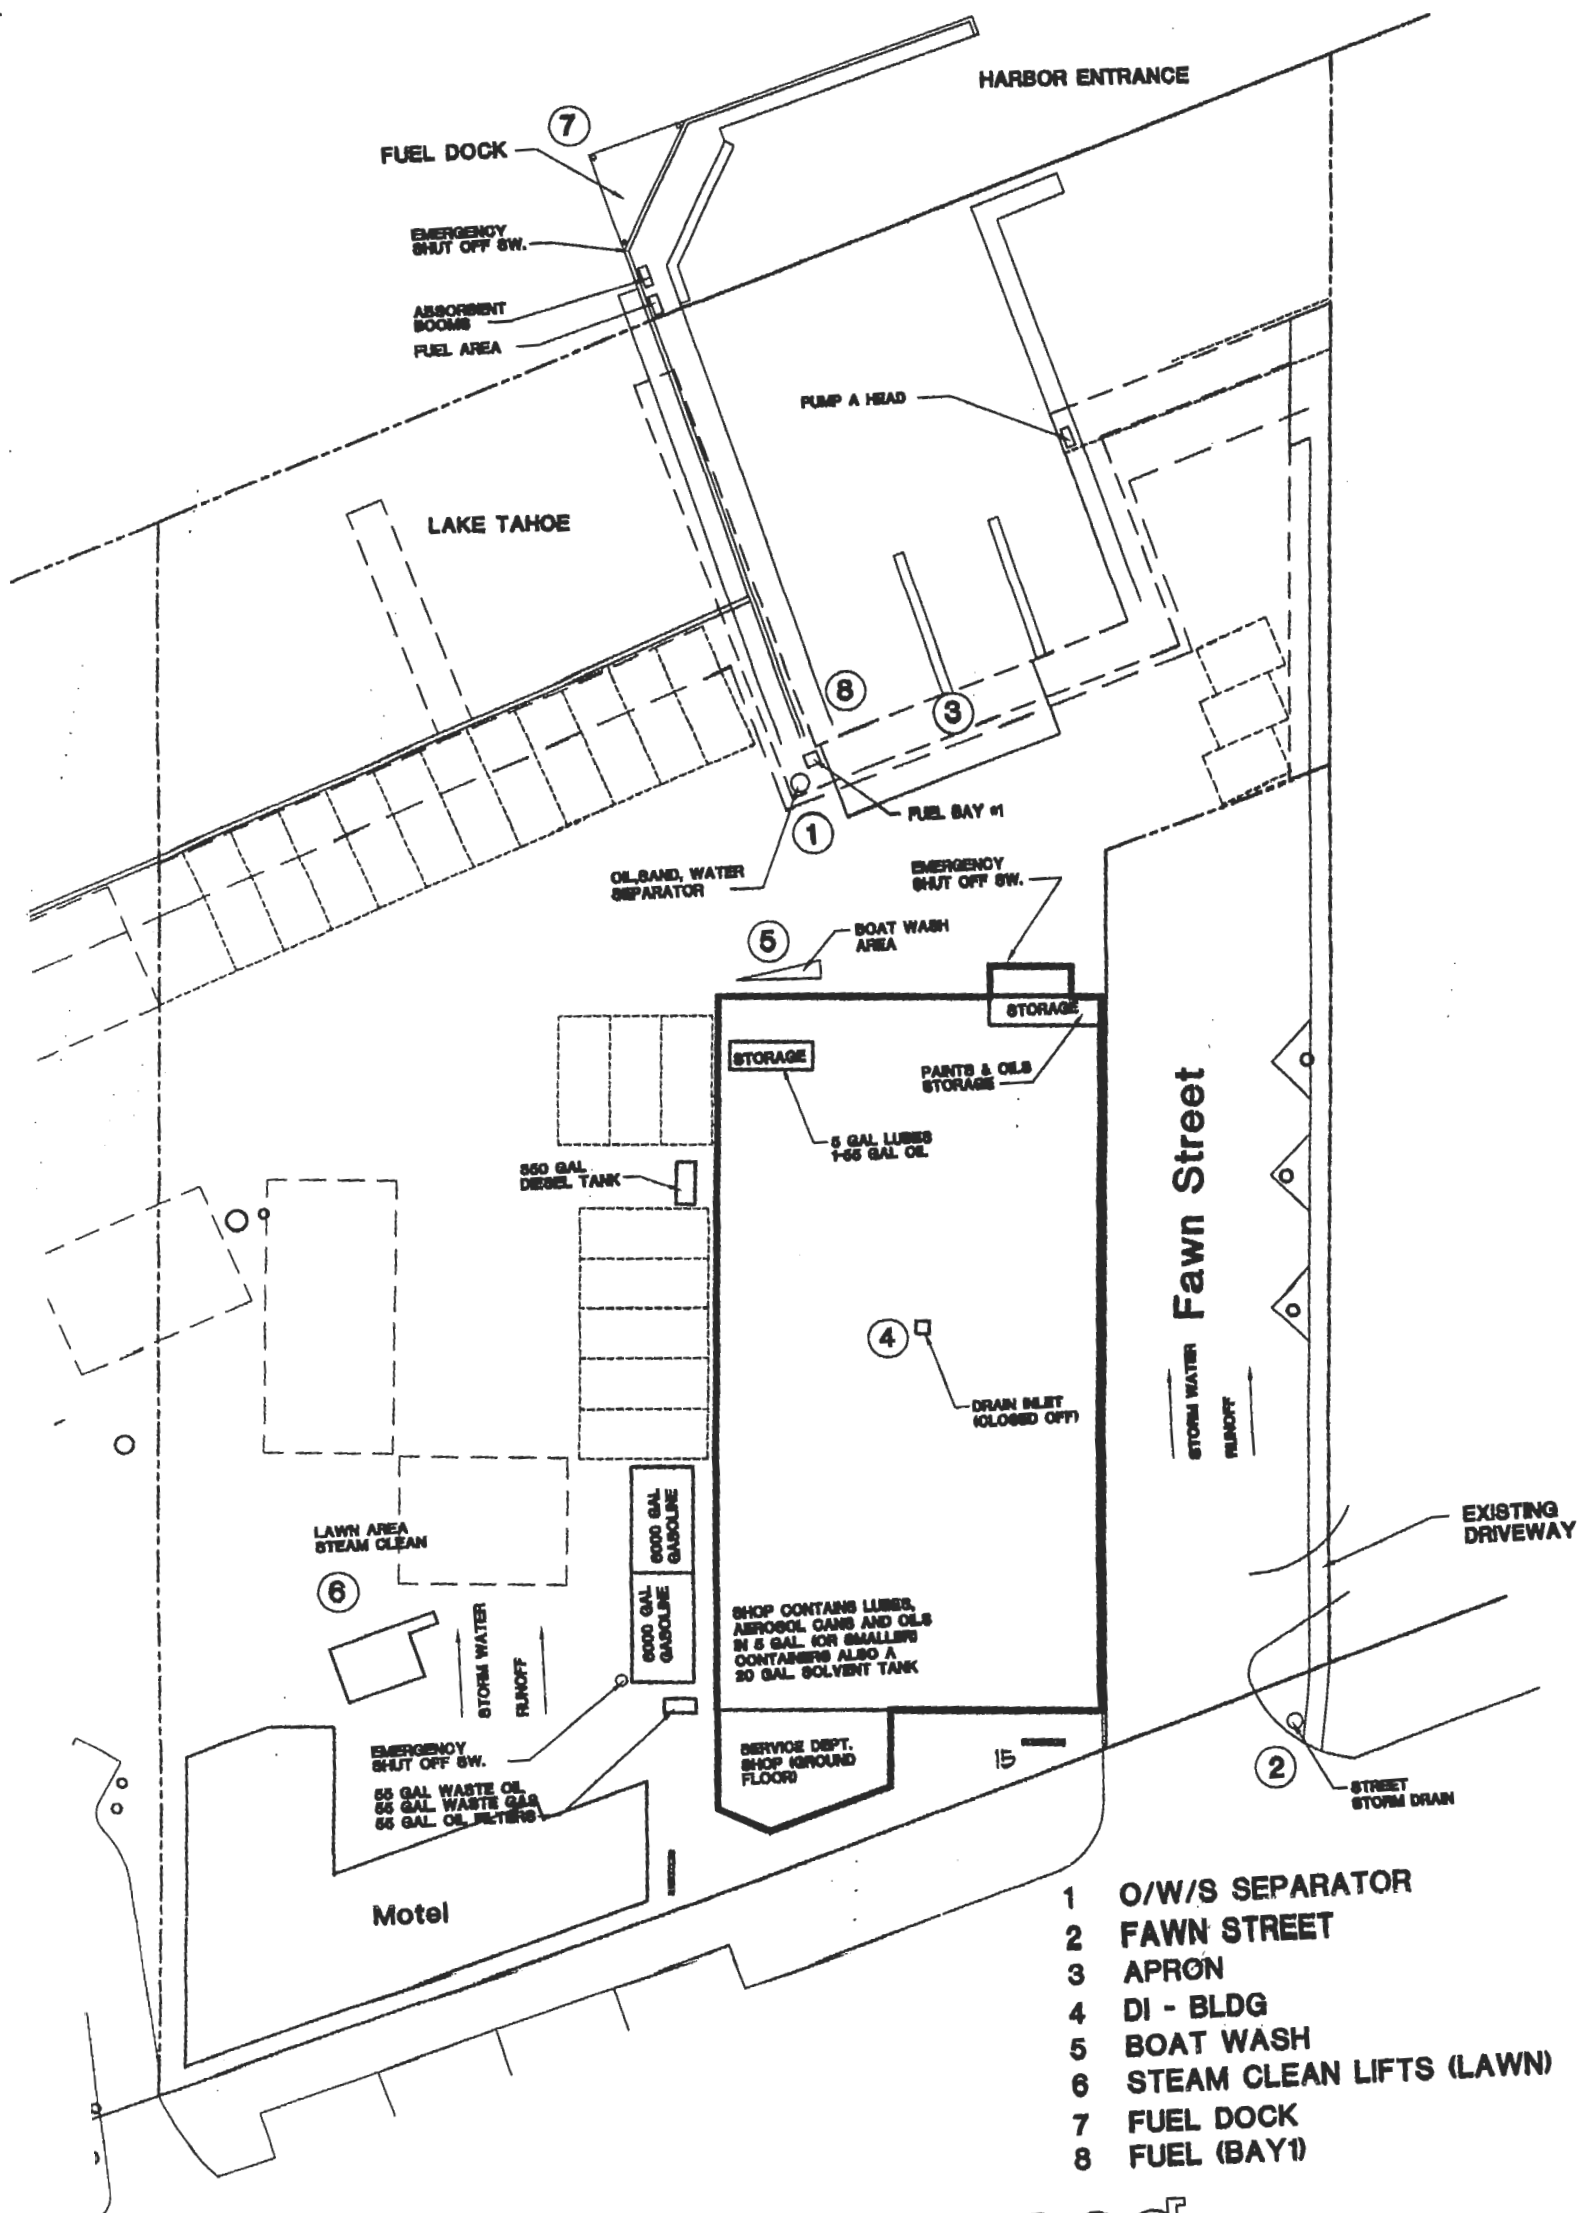 HARBOR ENTRANCE
7
FUEL DOCK
EMERGENCY
SHUT OFF SW.
ABSORBENT
BOOMS
FUEL AREA
PUMP A HEAD
LAKE TAHOE
8
3
FUEL BAY #1
1
OIL,SAND, WATER
SEPARATOR
EMERGENCY
SHUT OFF SW.
5
BOAT WASH
AREA
STORAGE
STORAGE
PAINTS & OILS
STORAGE
5 GAL LUBES
1-55 GAL OIL
GAL
DIESEL TANK
Fawn Street
4
DRAIN INLET
(CLOSED OFF)
STORM WATER
RUNOFF
EXISTING
DRIVEWAY
LAWN AREA
STEAM CLEAN
6
6000 GAL
GASOLINE
6000 GAL
GASOLINE
STORM WATER
RUNOFF
SHOP CONTAINS LUBES,
AEROSOL CANS AND OILS
IN 5 GAL. (OR SMALLER)
CONTAINERS ALSO A
20 GAL. SOLVENT TANK
EMERGENCY
SHUT OFF SW.
55 GAL WASTE OIL
55 GAL. WASTE GAS
55 GAL. OIL FILTERS
SERVICE DEPT.
SHOP (GROUND
FLOOR)
15
2
STREET
STORM DRAIN
Motel
1 O/W/S SEPARATOR
2 FAWN STREET
3 APRON
4 DI - BLDG
5 BOAT WASH
6 STEAM CLEAN LIFTS (LAWN)
7 FUEL DOCK
8 FUEL (BAY1)